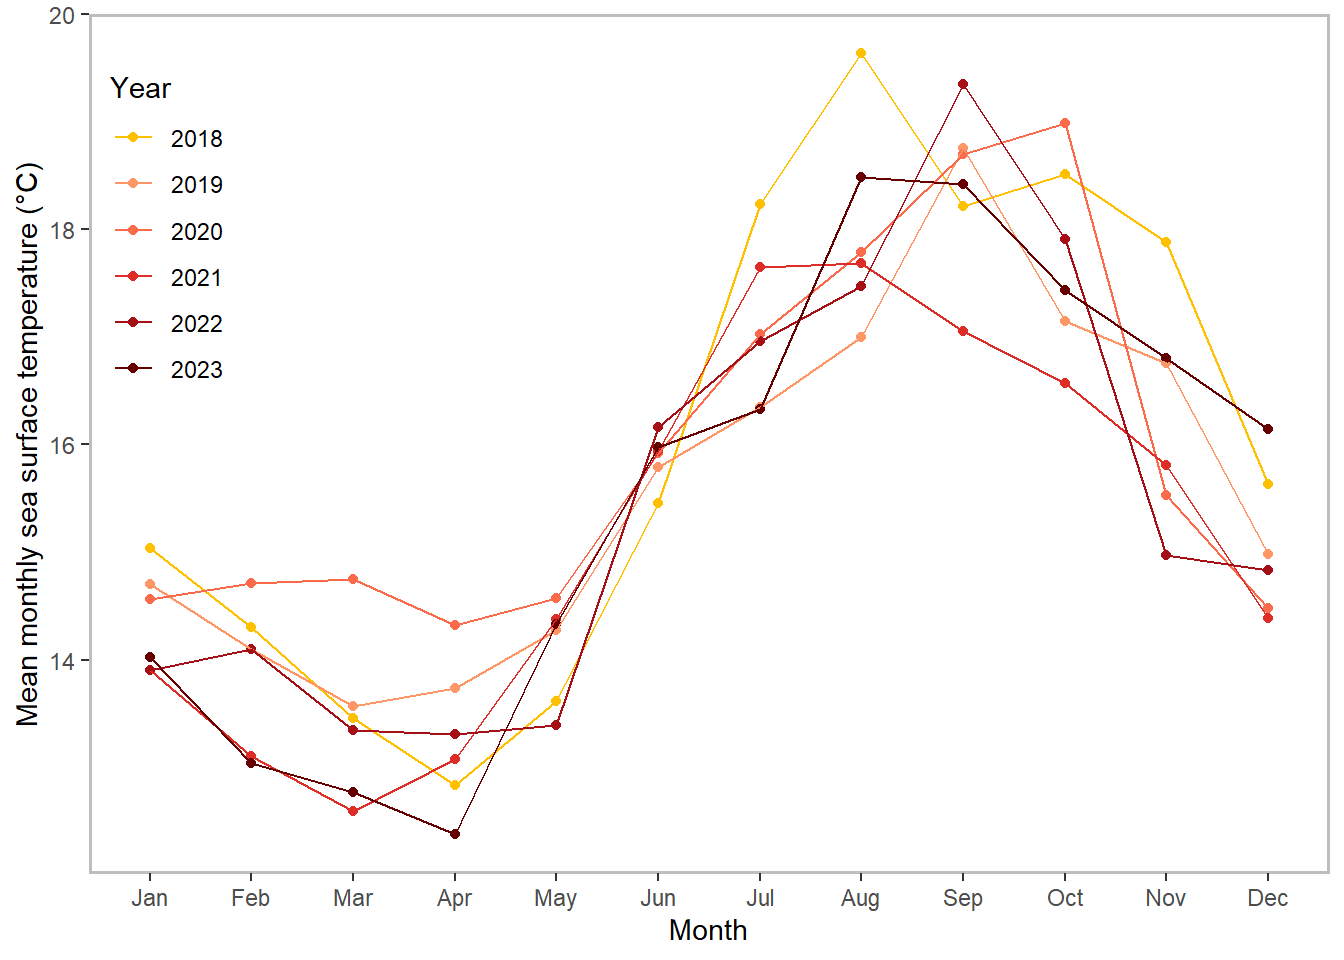 20
18
16
14
Mean monthly sea surface temperature (°C)
Year
2018
2019
2020
2021
2022
2023
Jan Feb Mar Apr May Jun Jul Aug Sep Oct Nov Dec
Month